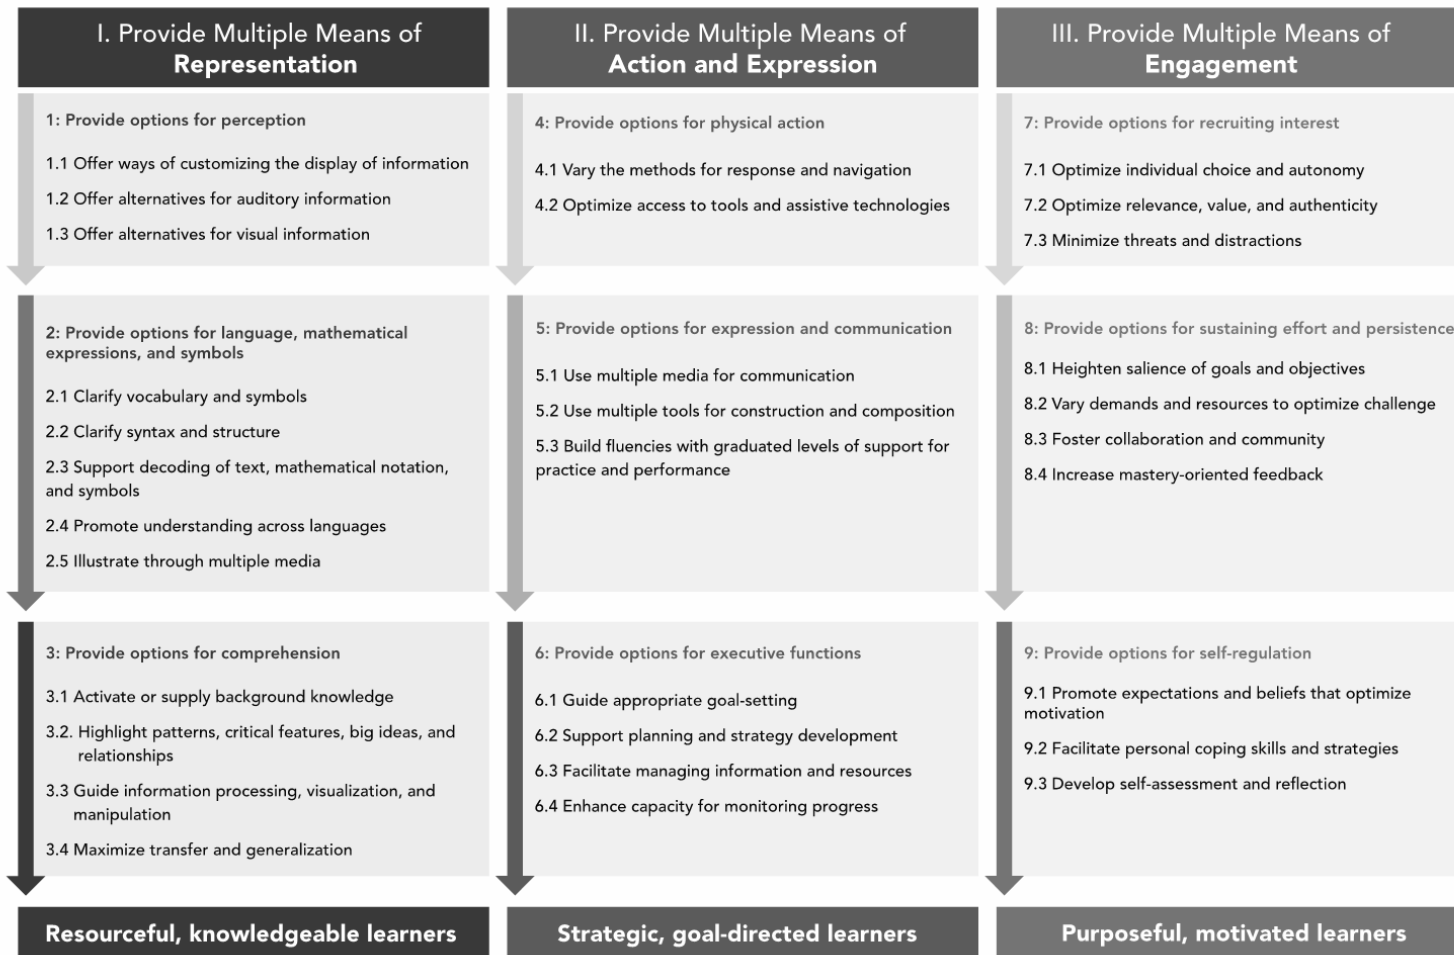 I. Provide Multiple Means of
Representation
1: Provide options for perception
1.1 Offer ways of customizing the display of information
1.2 Offer alternatives for auditory information
1.3 Offer alternatives for visual information
2: Provide options for language, mathematical
expressions, and symbols
2.1 Clarify vocabulary and symbols
2.2 Clarify syntax and structure
2.3 Support decoding of text, mathematical notation,
and symbols
2.4 Promote understanding across languages
2.5 Illustrate through multiple media
3: Provide options for comprehension
3.1 Activate or supply background knowledge
3.2. Highlight patterns, critical features, big ideas, and
relationships
3.3 Guide information processing, visualization, and
manipulation
3.4 Maximize transfer and generalization
Resourceful, knowledgeable learners
II. Provide Multiple Means of
Action and Expression
4: Provide options for physical action
4.1 Vary the methods for response and navigation
4.2 Optimize access to tools and assistive technologies
5: Provide options for expression and communication
5.1 Use multiple media for communication
5.2 Use multiple tools for construction and composition
5.3 Build fluencies with graduated levels of support for
practice and performance
6: Provide options for executive functions
6.1 Guide appropriate goal-setting
6.2 Support planning and strategy development
6.3 Facilitate managing information and resources
6.4 Enhance capacity for monitoring progress
Strategic, goal-directed learners
III. Provide Multiple Means of
Engagement
7: Provide options for recruiting interest
7.1 Optimize individual choice and autonomy
7.2 Optimize relevance, value, and authenticity
7.3 Minimize threats and distractions
8: Provide options for sustaining effort and persistence
8.1 Heighten salience of goals and objectives
8.2 Vary demands and resources to optimize challenge
8.3 Foster collaboration and community
8.4 Increase mastery-oriented feedback
9: Provide options for self-regulation
9.1 Promote expectations and beliefs that optimize
motivation
9.2 Facilitate personal coping skills and strategies
9.3 Develop self-assessment and reflection
Purposeful, motivated learners